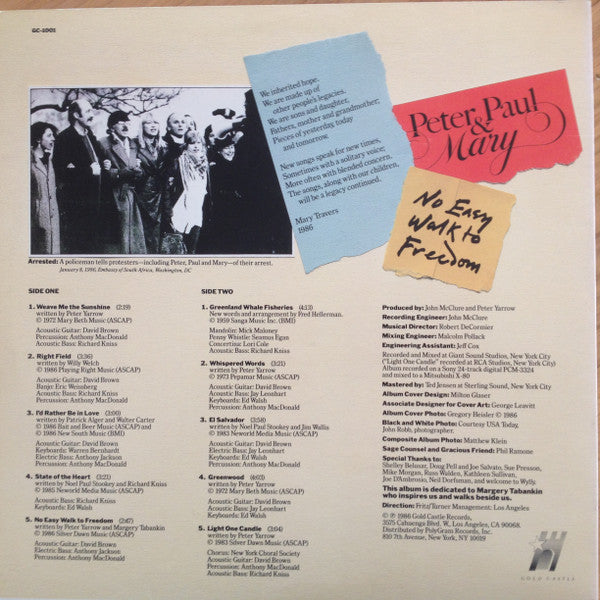 GC-1001
We inherited hope.
We are made up of
other people's legacies.
We are sons and daughter,
Fathers, mother and grandmother;
Pieces of yesterday, today
and tomorrow.
New songs speak for new times,
Sometimes with a solitary voice;
More often with blended concern.
The songs, along with our children,
will be a legacy continued.
Mary Travers
1986
Peter, Paul
&
Mary
No Easy
Walk to
Freedom
Arrested: A policeman tells protesters—including Peter, Paul and Mary—of their arrest.
January 8, 1986, Embassy of South Africa, Washington, DC
SIDE ONE
1. Weave Me the Sunshine (2:19)
written by Peter Yarrow
© 1972 Mary Beth Music (ASCAP)
Acoustic Guitar: David Brown
Percussion: Anthony MacDonald
Acoustic Bass: Richard Kniss
2. Right Field (3:36)
written by Willy Welch
© 1986 Playing Right Music (ASCAP)
Acoustic Guitar: David Brown
Banjo: Eric Weissberg
Acoustic Bass: Richard Kniss
Percussion: Anthony MacDonald
3. I'd Rather Be in Love (3:00)
written by Patrick Alger and Walter Carter
© 1986 Bait and Beer Music (ASCAP) and
© 1986 New South Music (BMI)
Acoustic Guitar: David Brown
Keyboards: Warren Bernhardt
Electric Bass: Anthony Jackson
Percussion: Anthony MacDonald
4. State of the Heart (3:21)
written by Noel Paul Stookey and Richard Kniss
© 1985 Neworld Media Music (ASCAP)
Acoustic Bass: Richard Kniss
Keyboards: Ed Walsh
5. No Easy Walk to Freedom (2:47)
written by Peter Yarrow and Margery Tabankin
© 1986 Silver Dawn Music (ASCAP)
Acoustic Guitar: David Brown
Electric Bass: Anthony Jackson
Percussion: Anthony MacDonald
SIDE TWO
1. Greenland Whale Fisheries (4:13)
New words and arrangement by Fred Hellerman.
© 1959 Sanga Music Inc. (BMI)
Mandolin: Mick Moloney
Penny Whistle: Seamus Egan
Concertina: Lori Cole
Acoustic Bass: Richard Kniss
2. Whispered Words (3:21)
written by Peter Yarrow
© 1973 Pepamar Music (ASCAP)
Acoustic Guitar: David Brown
Acoustic Bass: Jay Leonhart
Keyboards: Ed Walsh
Percussion: Anthony MacDonald
3. El Salvador (3:58)
written by Noel Paul Stookey and Jim Wallis
© 1983 Neworld Media Music (ASCAP)
Acoustic Guitar: David Brown
Electric Bass: Jay Leonhart
Keyboards: Ed Walsh
Percussion: Anthony MacDonald
4. Greenwood (4:03)
written by Peter Yarrow
© 1972 Mary Beth Music (ASCAP)
Acoustic Guitar: David Brown
Acoustic Bass: Jay Leonhart
Keyboards: Ed Walsh
5. Light One Candle (3:04)
written by Peter Yarrow
© 1983 Silver Dawn Music (ASCAP)
Chorus: New York Choral Society
Acoustic Guitar: David Brown
Percussion: Anthony MacDonald
Acoustic Bass: Richard Kniss
Produced by: John McClure and Peter Yarrow
Recording Engineer: John McClure
Musical Director: Robert DeCormier
Mixing Engineer: Malcolm Pollack
Engineering Assistant: Jeff Cox
Recorded and Mixed at Giant Sound Studios, New York City
("Light One Candle" recorded at RCA Studios, New York City)
Album recorded on a Sony 24-track digital PCM-3324
and mixed to a Mitsubishi X-80
Mastered by: Ted Jensen at Sterling Sound, New York City
Album Cover Design: Milton Glaser
Associate Designer for Cover Art: George Leavitt
Album Cover Photo: Gregory Heisler © 1986
Black and White Photo: Courtesy USA Today,
John Robb, photographer.
Composite Album Photo: Matthew Klein
Sage Counsel and Gracious Friend: Phil Ramone
Special Thanks to:
Shelley Belusar, Doug Pell and Joe Salvato, Sue Presson,
Mike Morgan, Russ Walden, Kathleen Sullivan,
Joe D'Ambrosio, Neil Dorfsman, and welcome to Wylly.
This album is dedicated to Margery Tabankin
who inspires us and walks beside us.
Direction: Fritz/Turner Management: Los Angeles
© ℗ 1986 Gold Castle Records,
3575 Cahuenga Blvd. W., Los Angeles, CA 90068.
Distributed by PolyGram Records, Inc.
810 7th Avenue, New York, NY 10019
GOLD CASTLE